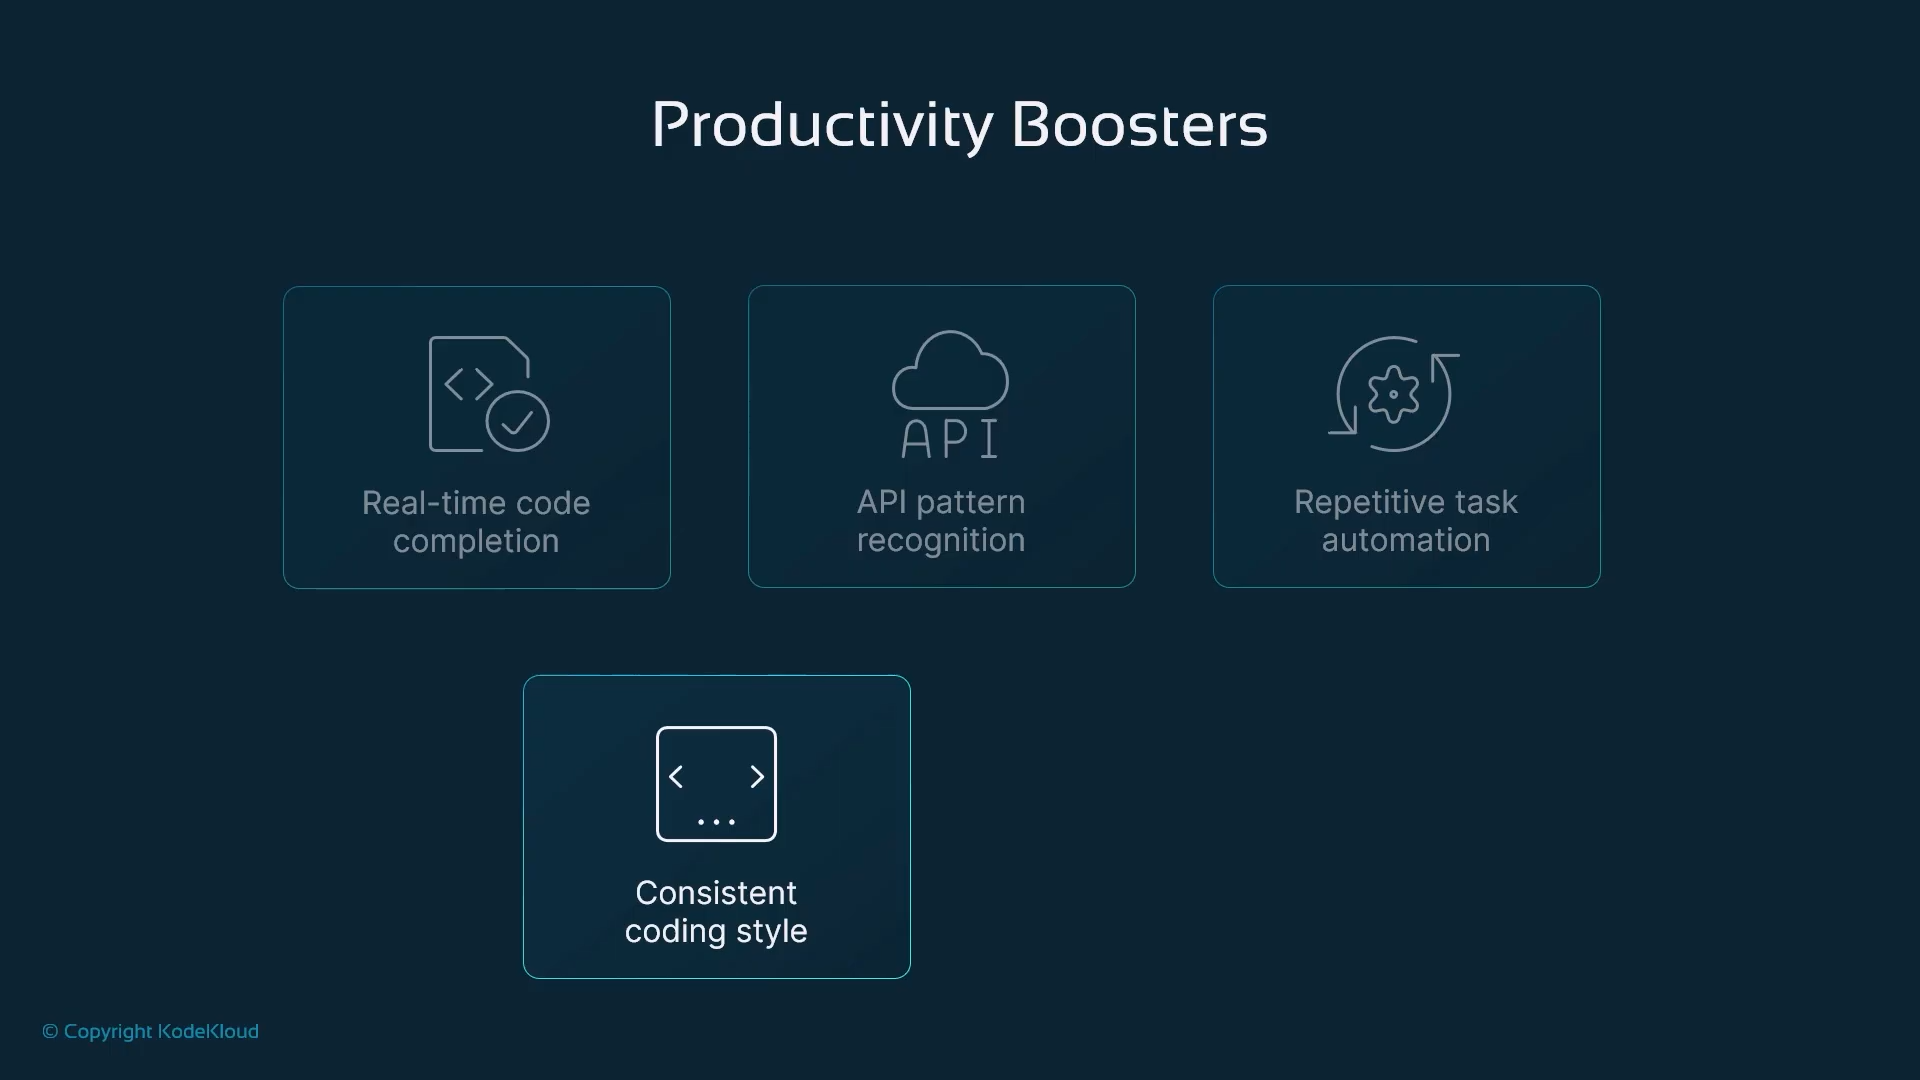 Productivity Boosters
API
Real-time code
completion
API pattern
recognition
Repetitive task
automation
< >
...
Consistent
coding style
© Copyright KodeKloud